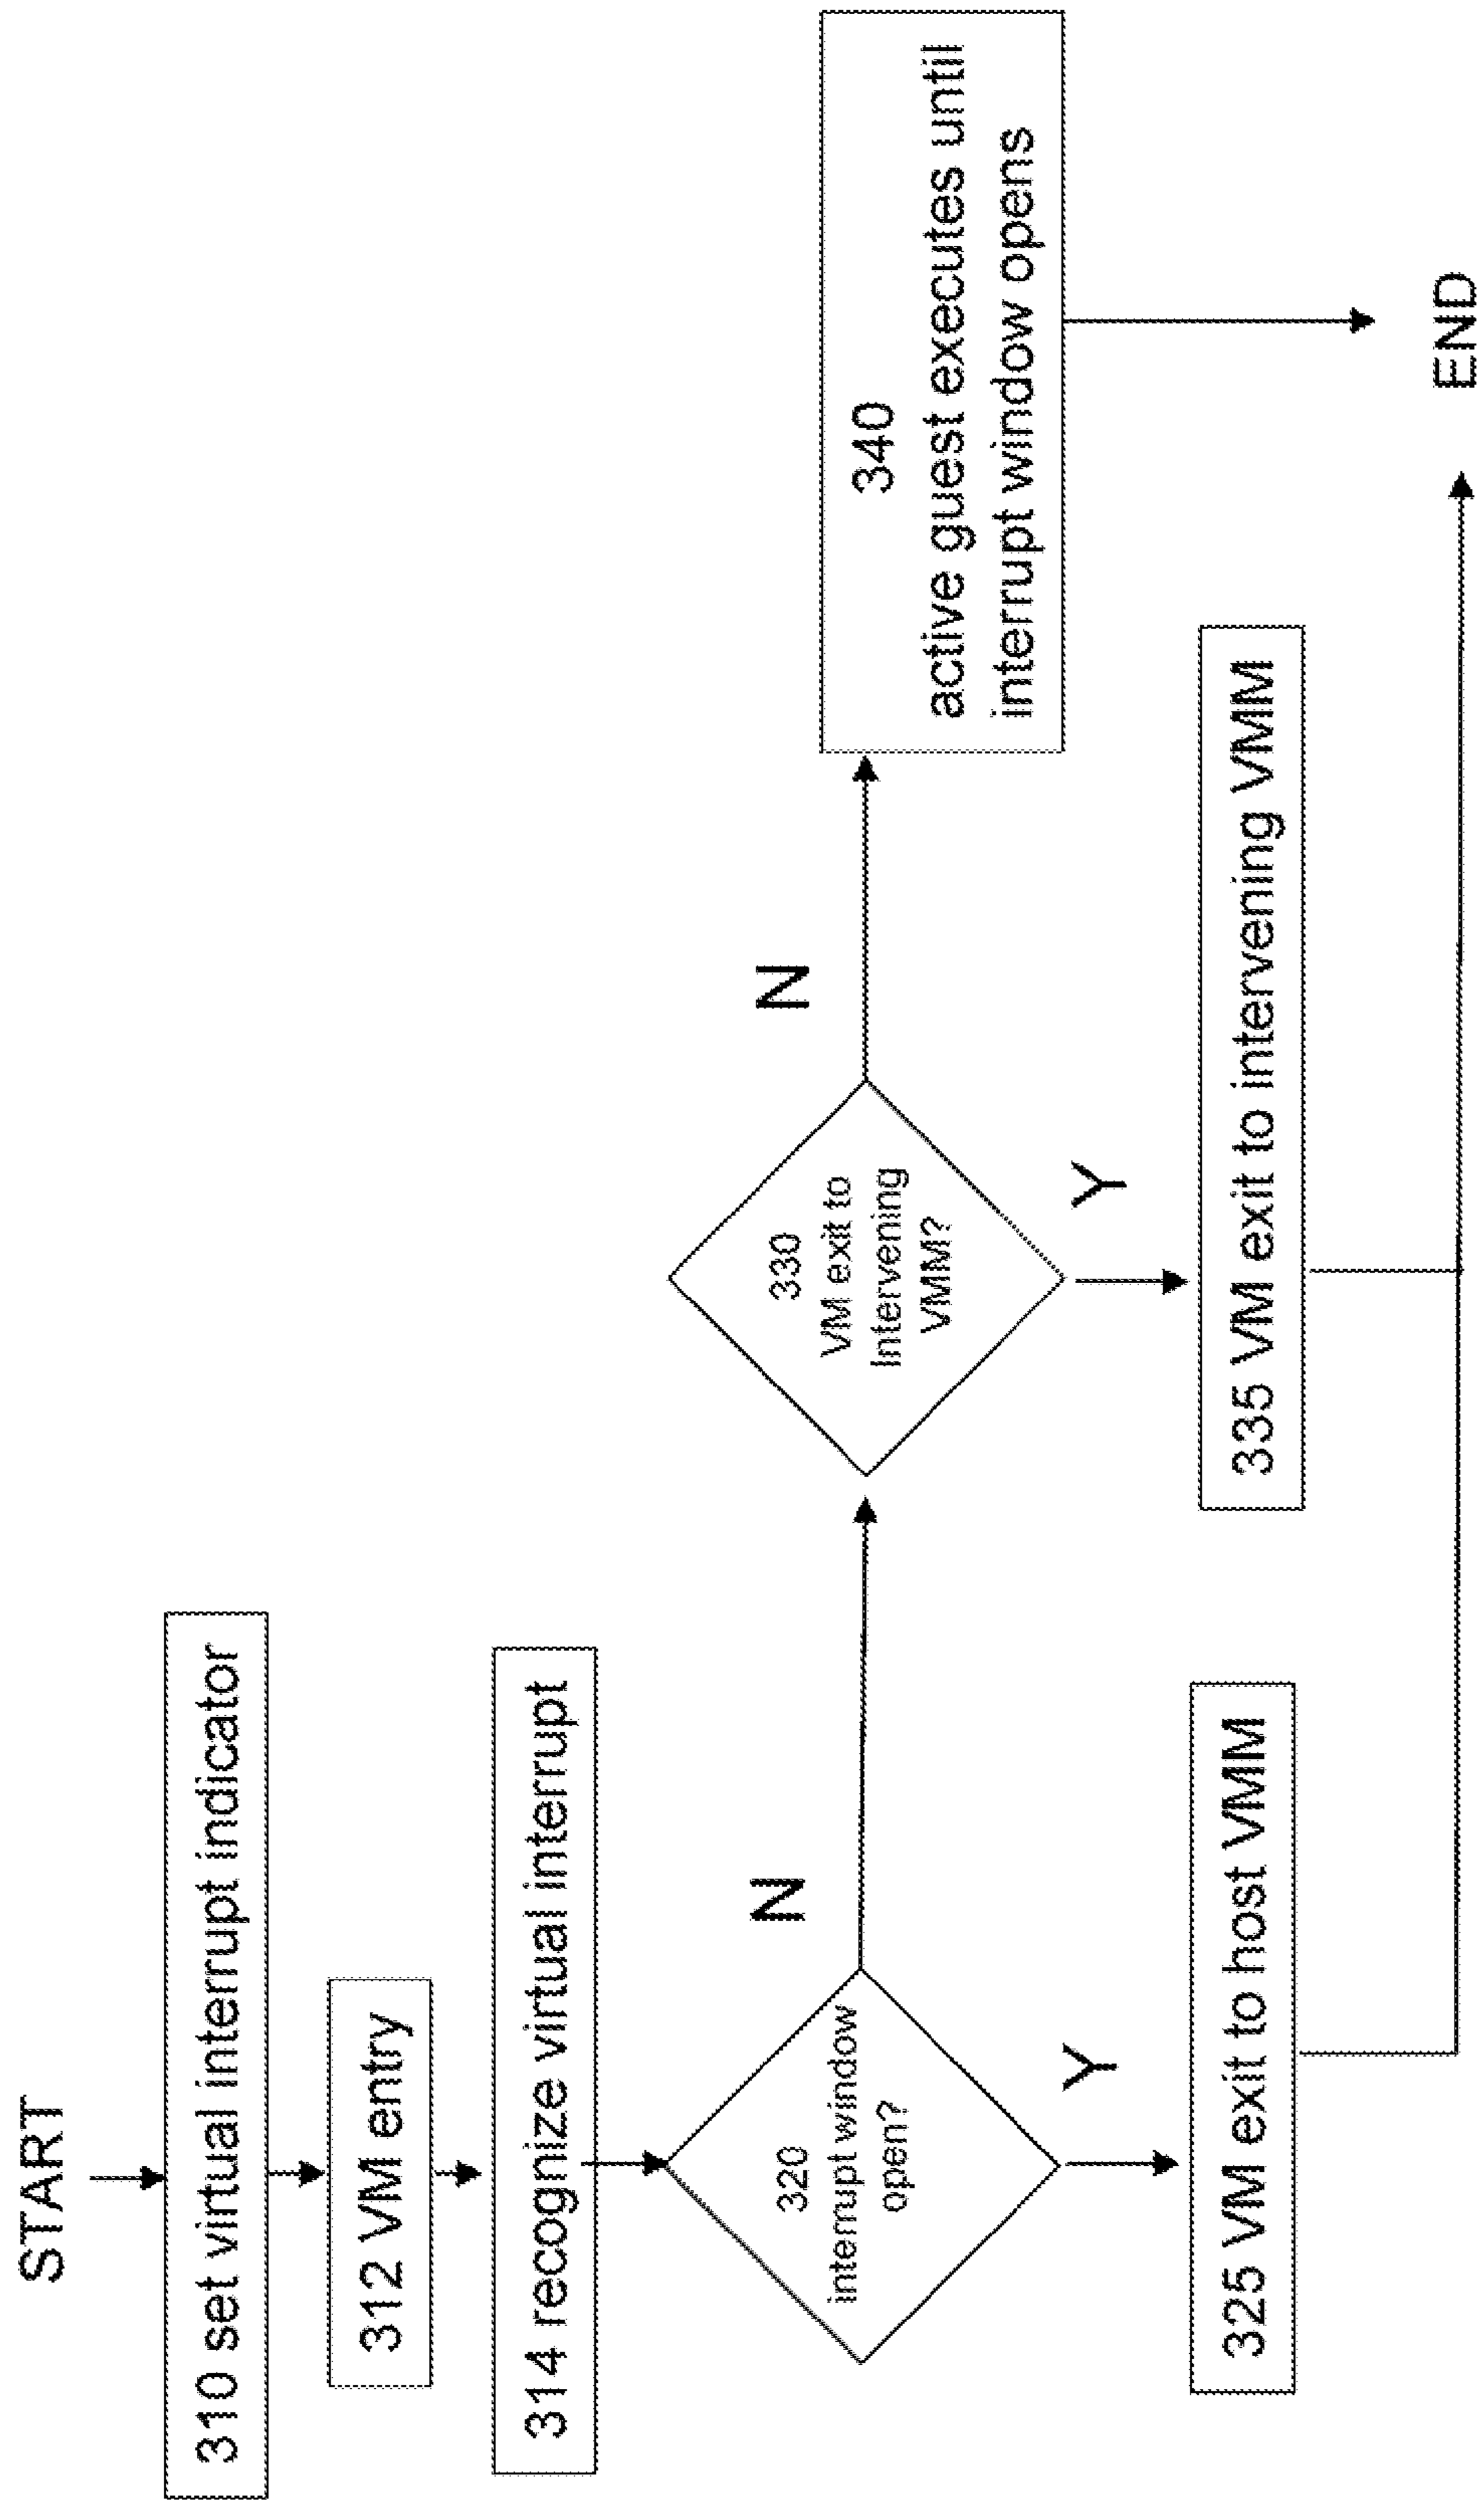 START
310 set virtual interrupt indicator
312 VM entry
314 recognize virtual interrupt
320
interrupt window
open?
N
Y
325 VM exit to host VMM
330
VM exit to
Intervening
VMM?
N
Y
335 VM exit to intervening VMM
340
active guest executes until
interrupt window opens
END